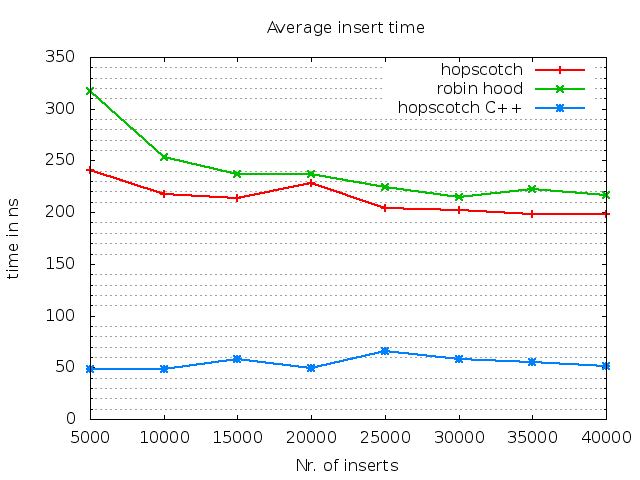 Average insert time
350
300
250
200
150
100
50
0
time in ns
hopscotch
robin hood
hopscotch C++
5000 10000 15000 20000 25000 30000 35000 40000
Nr. of inserts